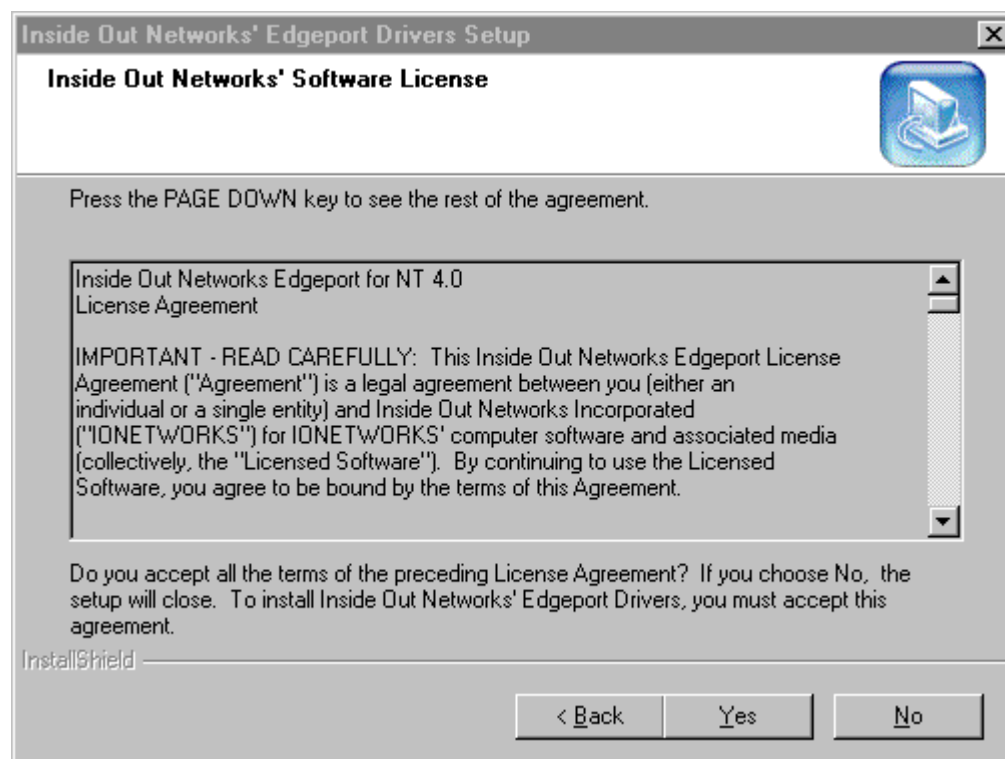 Inside Out Networks' Edgeport Drivers Setup
Inside Out Networks' Software License
Press the PAGE DOWN key to see the rest of the agreement.
Inside Out Networks Edgeport for NT 4.0
License Agreement
IMPORTANT - READ CAREFULLY:  This Inside Out Networks Edgeport License
Agreement ("Agreement") is a legal agreement between you (either an
individual or a single entity) and Inside Out Networks Incorporated
("IONETWORKS") for IONETWORKS' computer software and associated media
(collectively, the "Licensed Software").  By continuing to use the Licensed
Software, you agree to be bound by the terms of this Agreement.
Do you accept all the terms of the preceding License Agreement?  If you choose No,  the
setup will close.  To install Inside Out Networks' Edgeport Drivers, you must accept this
agreement.
InstallShield
< Back Yes No